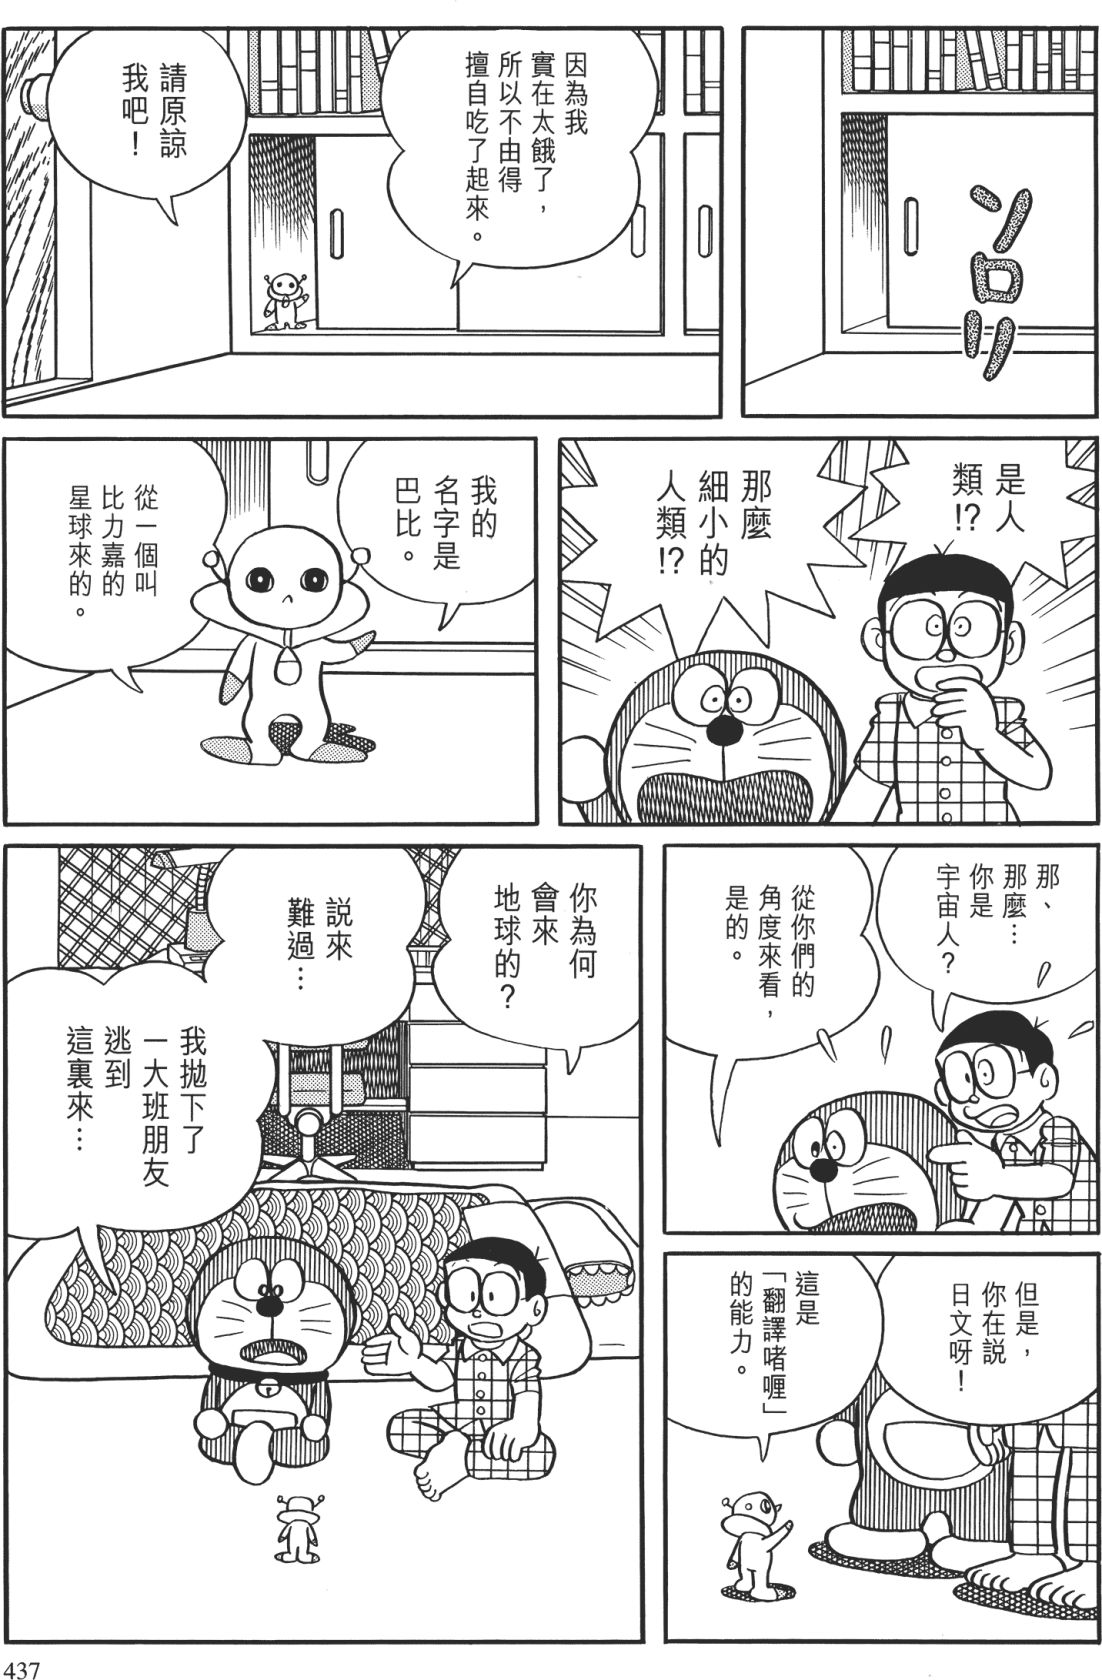 沿り
因為我
實在太餓了，
所以不由得
擅自吃了起來。
請原諒
我吧！
是人
類!?
那麼
細小的
人類!?
我的
名字是
巴比。
從一個叫
比力嘉的
星球來的。
那、
那麼…
你是
宇宙人？
從你們的
角度來看，
是的。
但是，
你在説
日文呀！
這是
「翻譯啫喱」
的能力。
你為何
會來
地球的？
説來
難過…
我拋下了
一大班朋友
逃到
這裏來…
437